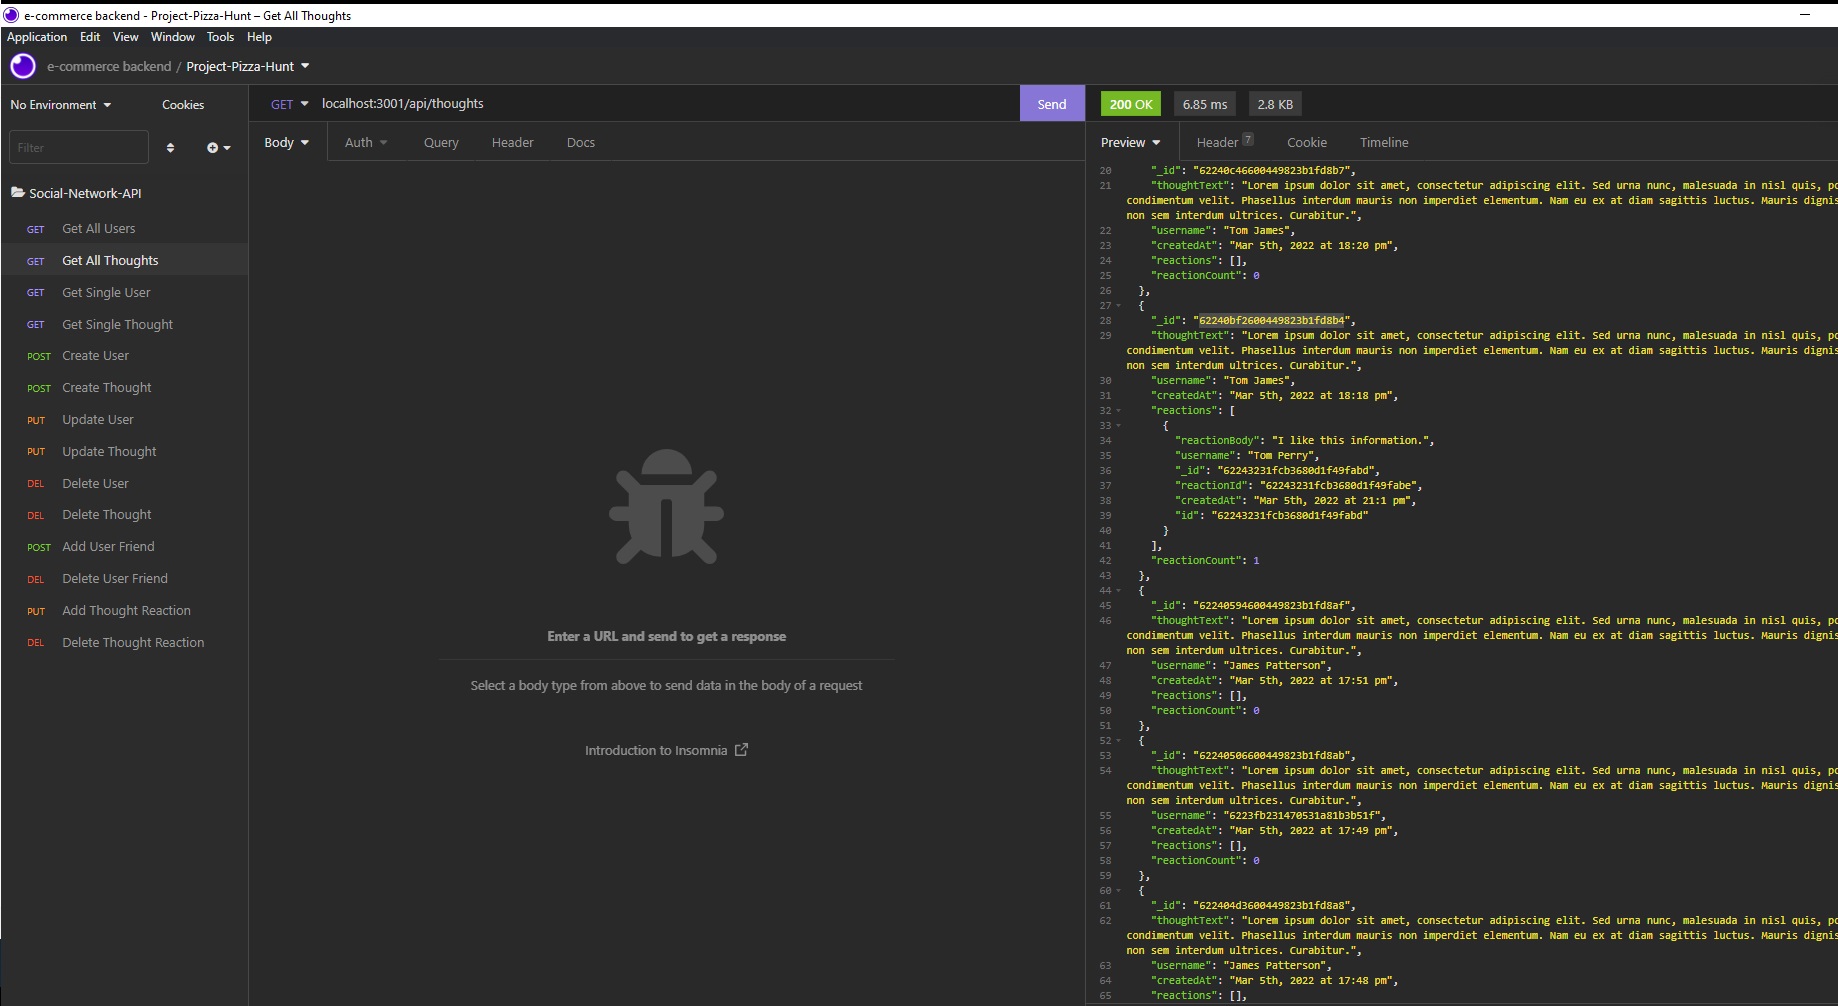 e-commerce backend - Project-Pizza-Hunt – Get All Thoughts
Application Edit View Window Tools Help
e-commerce backend / Project-Pizza-Hunt
No Environment Cookies
Filter
Social-Network-API
GET Get All Users
GET Get All Thoughts
GET Get Single User
GET Get Single Thought
POST Create User
POST Create Thought
PUT Update User
PUT Update Thought
DEL Delete User
DEL Delete Thought
POST Add User Friend
DEL Delete User Friend
PUT Add Thought Reaction
DEL Delete Thought Reaction
GET localhost:3001/api/thoughts Send
Body Auth Query Header Docs
Enter a URL and send to get a response
Select a body type from above to send data in the body of a request
Introduction to Insomnia
200 OK 6.85 ms 2.8 KB
Preview Header 7 Cookie Timeline
20 "_id": "62240c46600449823b1fd8b7",
21 "thoughtText": "Lorem ipsum dolor sit amet, consectetur adipiscing elit. Sed urna nunc, malesuada in nisl quis, po
condimentum velit. Phasellus interdum mauris non imperdiet elementum. Nam eu ex at diam sagittis luctus. Mauris dignis
non sem interdum ultrices. Curabitur.",
22 "username": "Tom James",
23 "createdAt": "Mar 5th, 2022 at 18:20 pm",
24 "reactions": [],
25 "reactionCount": 0
26 },
27 {
28 "_id": "62240bf2600449823b1fd8b4",
29 "thoughtText": "Lorem ipsum dolor sit amet, consectetur adipiscing elit. Sed urna nunc, malesuada in nisl quis, po
condimentum velit. Phasellus interdum mauris non imperdiet elementum. Nam eu ex at diam sagittis luctus. Mauris dignis
non sem interdum ultrices. Curabitur.",
30 "username": "Tom James",
31 "createdAt": "Mar 5th, 2022 at 18:18 pm",
32 "reactions": [
33 {
34 "reactionBody": "I like this information.",
35 "username": "Tom Perry",
36 "_id": "62243231fcb3680d1f49fabd",
37 "reactionId": "62243231fcb3680d1f49fabe",
38 "createdAt": "Mar 5th, 2022 at 21:1 pm",
39 "id": "62243231fcb3680d1f49fabd"
40 }
41 ],
42 "reactionCount": 1
43 },
44 {
45 "_id": "62240594600449823b1fd8af",
46 "thoughtText": "Lorem ipsum dolor sit amet, consectetur adipiscing elit. Sed urna nunc, malesuada in nisl quis, po
condimentum velit. Phasellus interdum mauris non imperdiet elementum. Nam eu ex at diam sagittis luctus. Mauris dignis
non sem interdum ultrices. Curabitur.",
47 "username": "James Patterson",
48 "createdAt": "Mar 5th, 2022 at 17:51 pm",
49 "reactions": [],
50 "reactionCount": 0
51 },
52 {
53 "_id": "62240506600449823b1fd8ab",
54 "thoughtText": "Lorem ipsum dolor sit amet, consectetur adipiscing elit. Sed urna nunc, malesuada in nisl quis, po
condimentum velit. Phasellus interdum mauris non imperdiet elementum. Nam eu ex at diam sagittis luctus. Mauris dignis
non sem interdum ultrices. Curabitur.",
55 "username": "6223fb231470531a81b3b51f",
56 "createdAt": "Mar 5th, 2022 at 17:49 pm",
57 "reactions": [],
58 "reactionCount": 0
59 },
60 {
61 "_id": "622404d3600449823b1fd8a8",
62 "thoughtText": "Lorem ipsum dolor sit amet, consectetur adipiscing elit. Sed urna nunc, malesuada in nisl quis, po
condimentum velit. Phasellus interdum mauris non imperdiet elementum. Nam eu ex at diam sagittis luctus. Mauris dignis
non sem interdum ultrices. Curabitur.",
63 "username": "James Patterson",
64 "createdAt": "Mar 5th, 2022 at 17:48 pm",
65 "reactions": [],